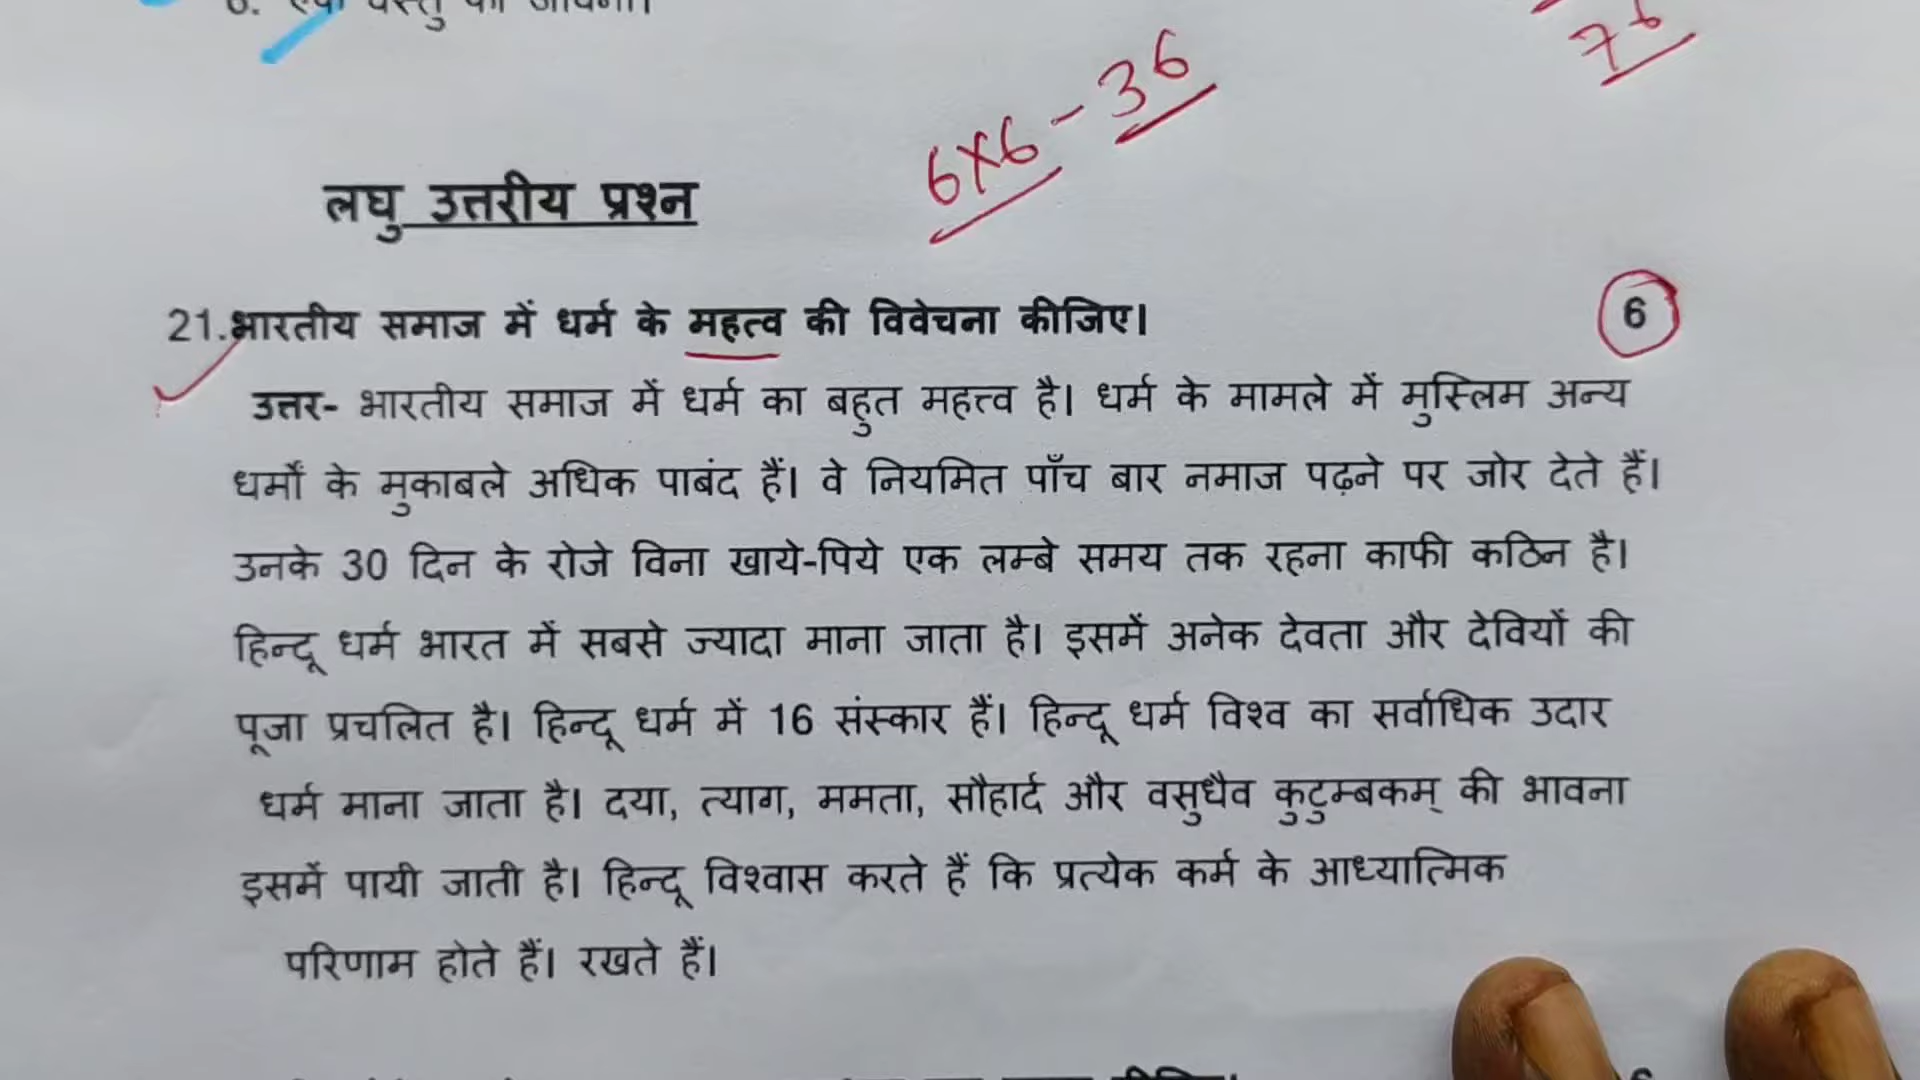 6.
76
6x6 - 36
लघु उत्तरीय प्रश्न
21.भारतीय समाज में धर्म के महत्व की विवेचना कीजिए। 6
उत्तर- भारतीय समाज में धर्म का बहुत महत्त्व है। धर्म के मामले में मुस्लिम अन्य
धर्मों के मुकाबले अधिक पाबंद हैं। वे नियमित पाँच बार नमाज पढ़ने पर जोर देते हैं।
उनके 30 दिन के रोजे विना खाये-पिये एक लम्बे समय तक रहना काफी कठिन है।
हिन्दू धर्म भारत में सबसे ज्यादा माना जाता है। इसमें अनेक देवता और देवियों की
पूजा प्रचलित है। हिन्दू धर्म में 16 संस्कार हैं। हिन्दू धर्म विश्व का सर्वाधिक उदार
धर्म माना जाता है। दया, त्याग, ममता, सौहार्द और वसुधैव कुटुम्बकम् की भावना
इसमें पायी जाती है। हिन्दू विश्वास करते हैं कि प्रत्येक कर्म के आध्यात्मिक
परिणाम होते हैं। रखते हैं।